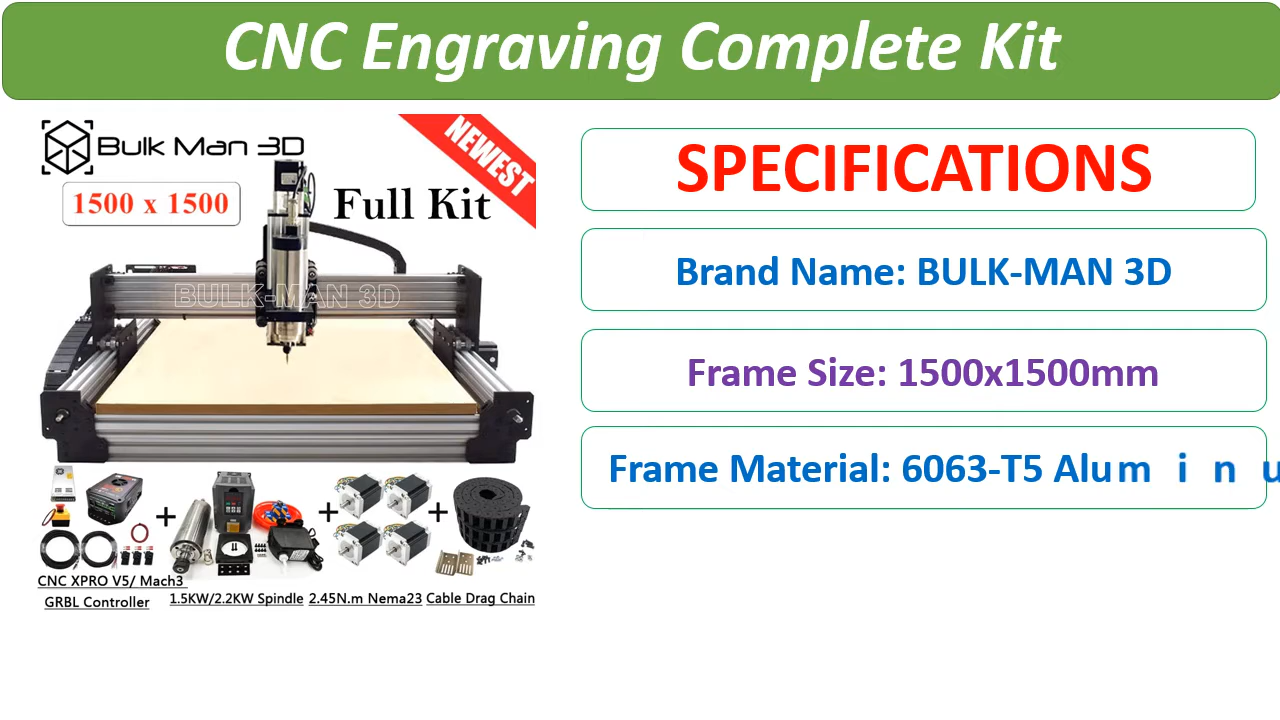 CNC Engraving Complete Kit
Bulk Man 3D
NEWEST
1500 x 1500
Full Kit
BULK-MAN 3D
CNC XPRO V5/ Mach3
GRBL Controller
1.5KW/2.2KW Spindle
2.45N.m Nema23
Cable Drag Chain
SPECIFICATIONS
Brand Name: BULK-MAN 3D
Frame Size: 1500x1500mm
Frame Material: 6063-T5 Aluminu